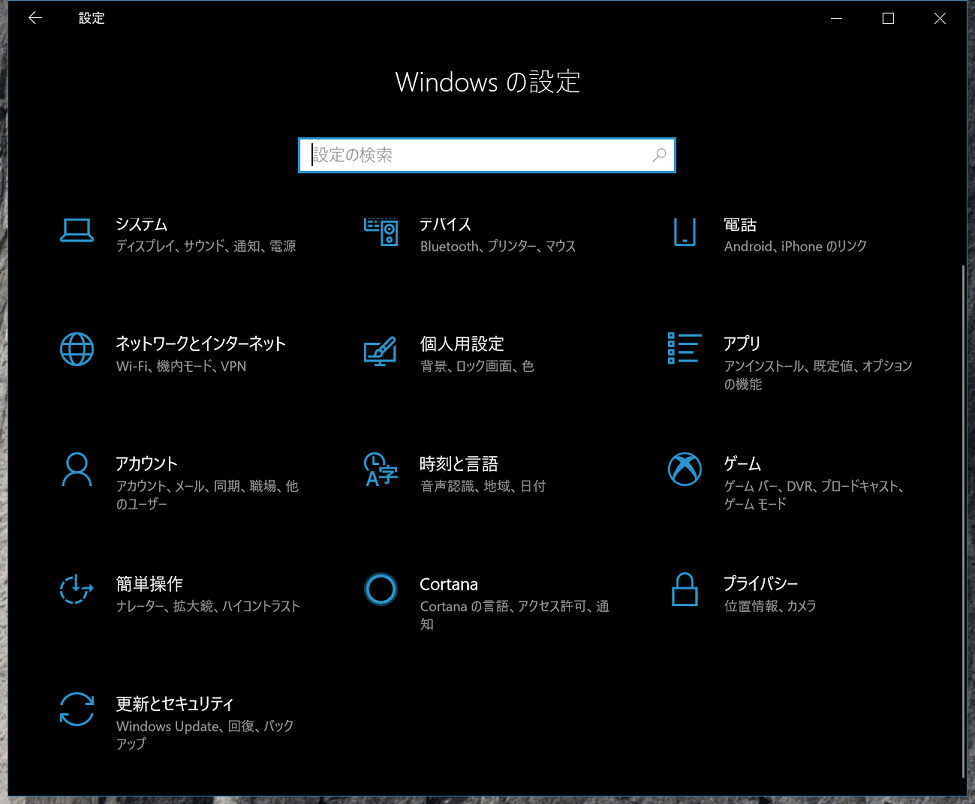 設定
Windows の設定
設定の検索
システム
ディスプレイ、サウンド、通知、電源
デバイス
Bluetooth、プリンター、マウス
電話
Android、iPhone のリンク
ネットワークとインターネット
Wi-Fi、機内モード、VPN
個人用設定
背景、ロック画面、色
アプリ
アンインストール、既定値、オプション
の機能
アカウント
アカウント、メール、同期、職場、他
のユーザー
時刻と言語
音声認識、地域、日付
ゲーム
ゲーム バー、DVR、ブロードキャスト、
ゲーム モード
簡単操作
ナレーター、拡大鏡、ハイコントラスト
Cortana
Cortana の言語、アクセス許可、通
知
プライバシー
位置情報、カメラ
更新とセキュリティ
Windows Update、回復、バック
アップ